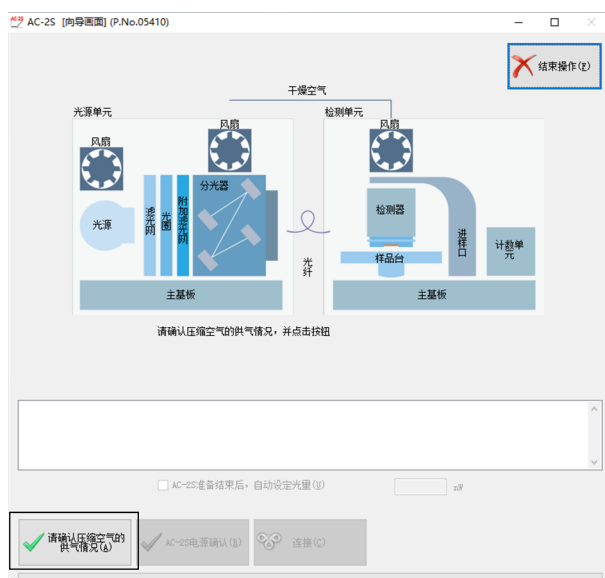 AC-2S [向导画面] (P.No.05410)
结束操作(F)
干燥空气
光源单元
检测单元
风扇
风扇
风扇
分光器
光源
滤光网
光圈
附加滤光网
检测器
进样口
计数单元
样品台
光纤
主基板
主基板
请确认压缩空气的供气情况，并点击按钮
AC-2S准备结束后，自动设定光量(U)
nW
请确认压缩空气的
供气情况(A)
AC-2S电源确认(R)
连接(C)